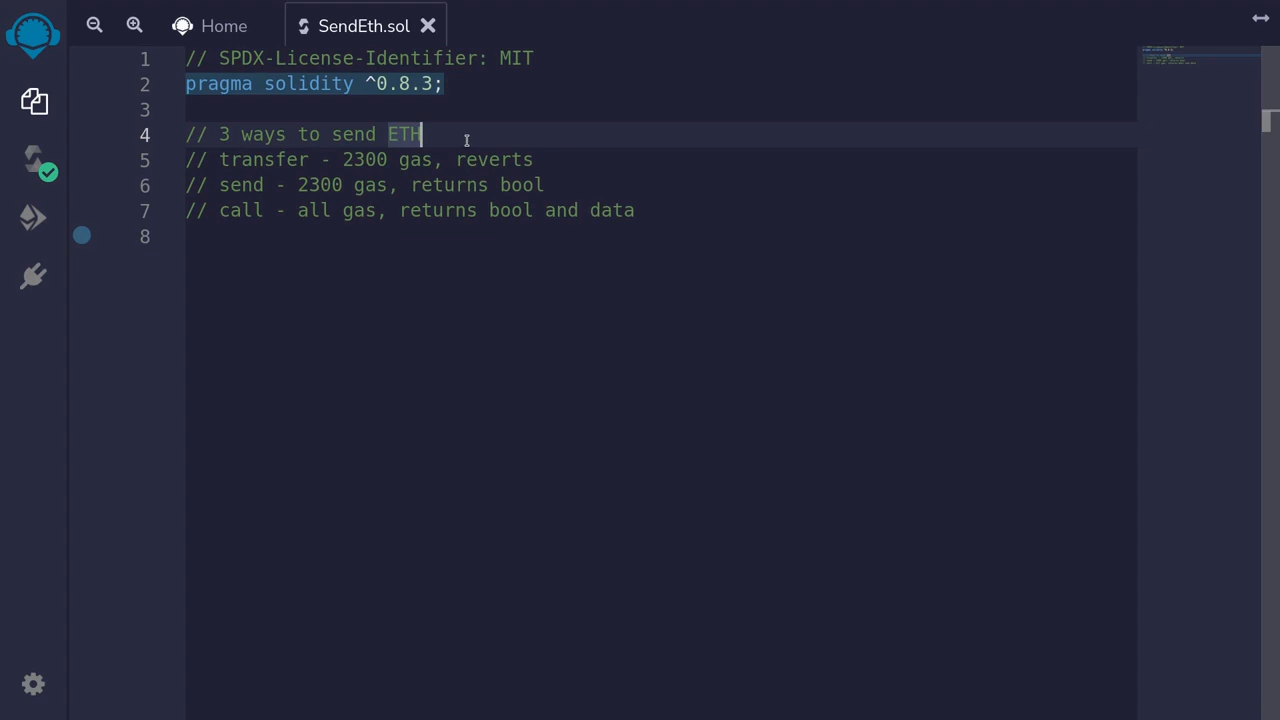 Home
SendEth.sol
1 // SPDX-License-Identifier: MIT
2 pragma solidity ^0.8.3;
3
4 // 3 ways to send ETH
5 // transfer - 2300 gas, reverts
6 // send - 2300 gas, returns bool
7 // call - all gas, returns bool and data
8